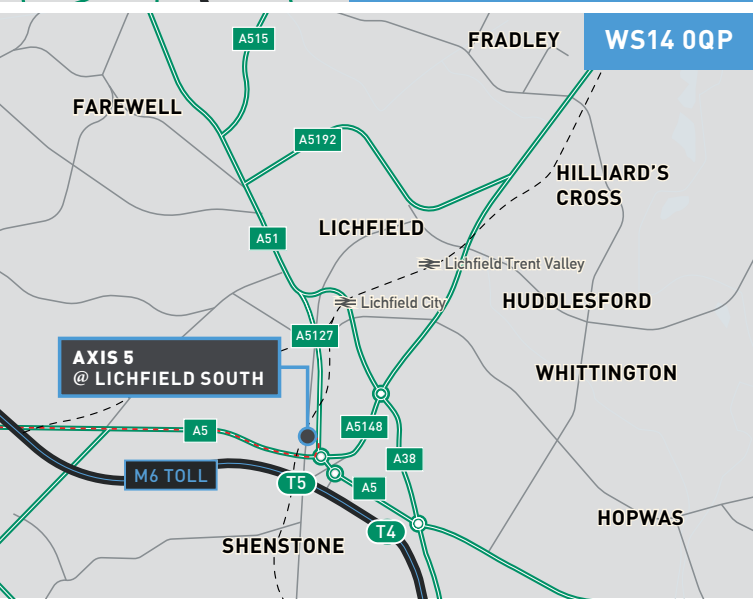 A515
FRADLEY
WS14 0QP
FAREWELL
A5192
HILLIARD'S
CROSS
LICHFIELD
A51
Lichfield Trent Valley
Lichfield City
HUDDLESFORD
A5127
AXIS 5
@ LICHFIELD SOUTH
WHITTINGTON
A5
A5148
A38
M6 TOLL
T5
A5
HOPWAS
T4
SHENSTONE